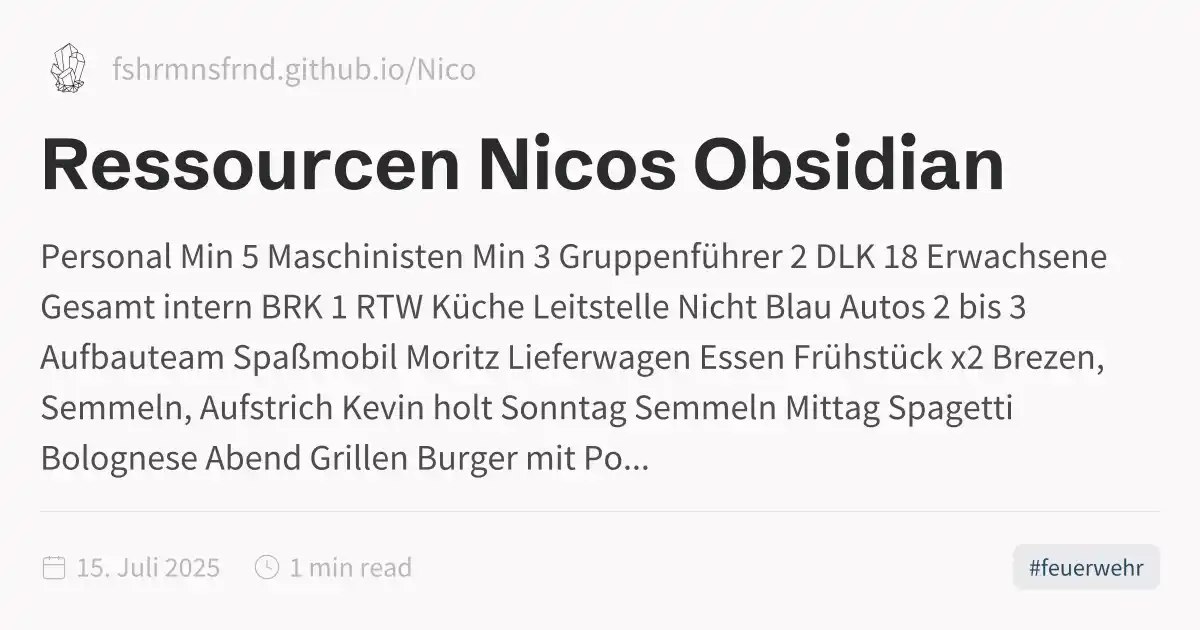 fshrmnsfrnd.github.io/Nico
Ressourcen Nicos Obsidian
Personal Min 5 Maschinisten Min 3 Gruppenführer 2 DLK 18 Erwachsene
Gesamt intern BRK 1 RTW Küche Leitstelle Nicht Blau Autos 2 bis 3
Aufbauteam Spaßmobil Moritz Lieferwagen Essen Frühstück x2 Brezen,
Semmeln, Aufstrich Kevin holt Sonntag Semmeln Mittag Spagetti
Bolognese Abend Grillen Burger mit Po...
15. Juli 2025 1 min read #feuerwehr